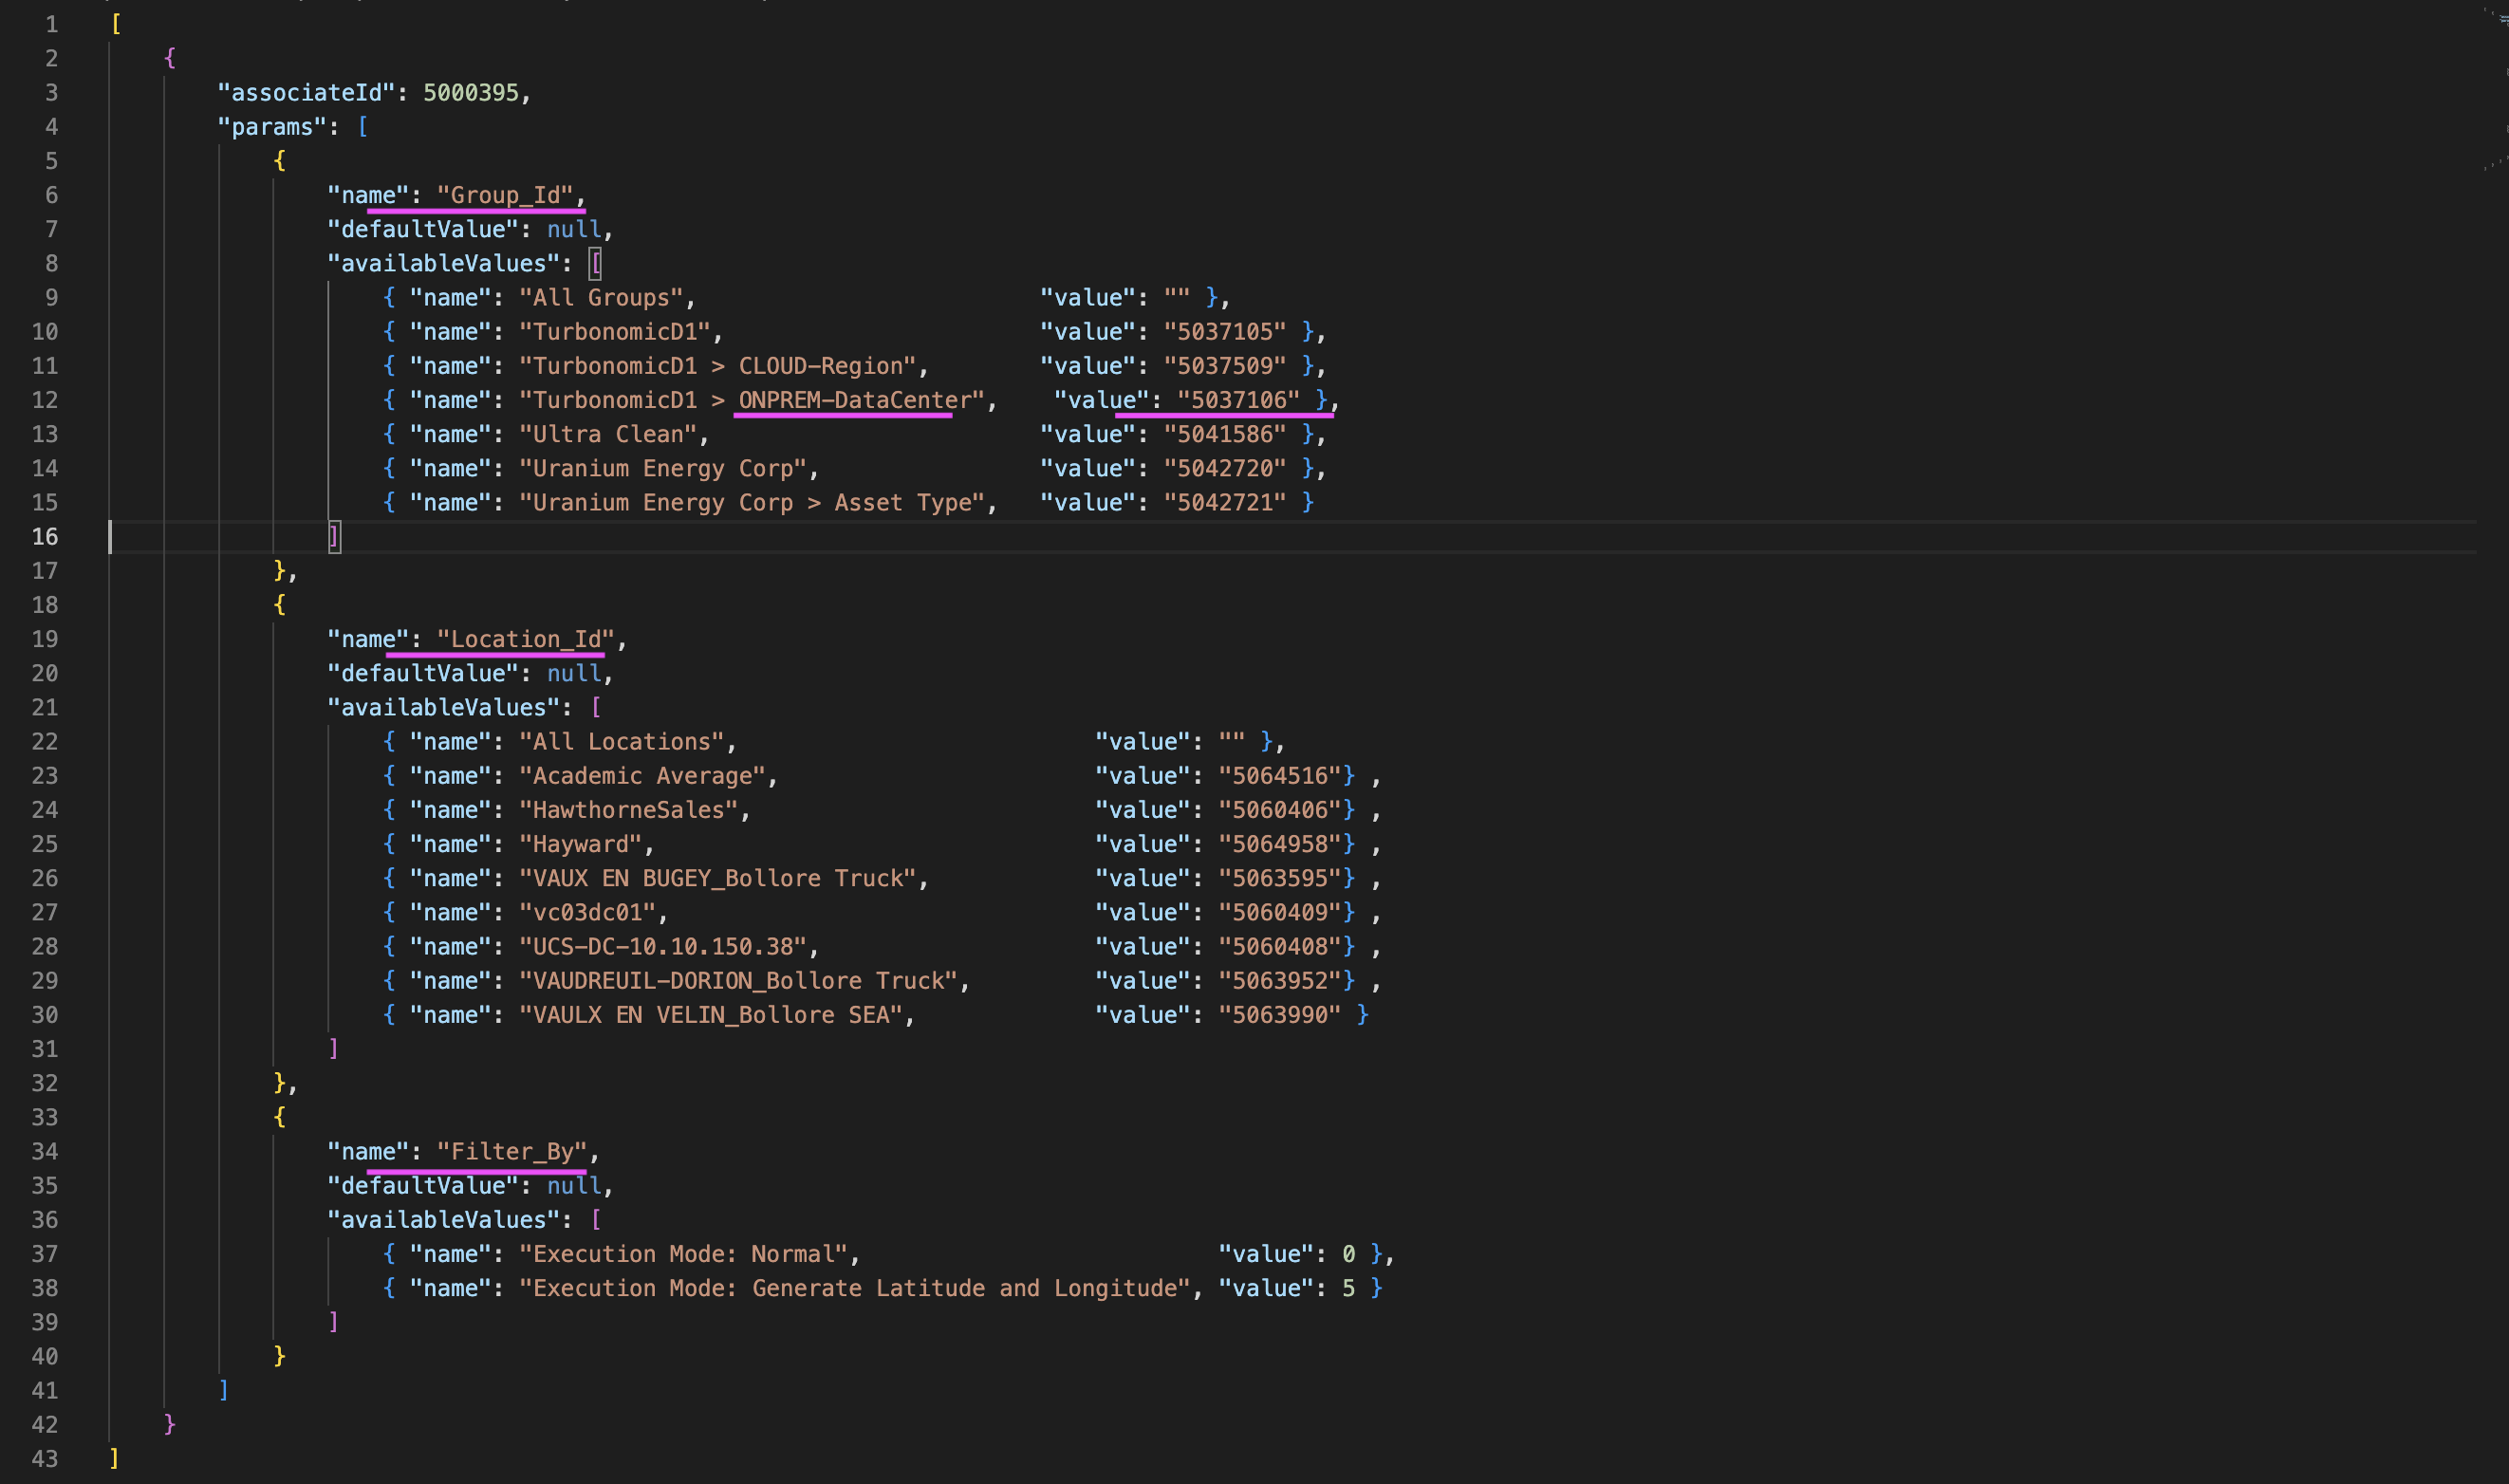 1 [
2 {
3 "associateId": 5000395,
4 "params": [
5 {
6 "name": "Group_Id",
7 "defaultValue": null,
8 "availableValues": [
9 { "name": "All Groups", "value": "" },
10 { "name": "TurbonomicD1", "value": "5037105" },
11 { "name": "TurbonomicD1 > CLOUD-Region", "value": "5037509" },
12 { "name": "TurbonomicD1 > ONPREM-DataCenter", "value": "5037106" },
13 { "name": "Ultra Clean", "value": "5041586" },
14 { "name": "Uranium Energy Corp", "value": "5042720" },
15 { "name": "Uranium Energy Corp > Asset Type", "value": "5042721" }
16 ]
17 },
18 {
19 "name": "Location_Id",
20 "defaultValue": null,
21 "availableValues": [
22 { "name": "All Locations", "value": "" },
23 { "name": "Academic Average", "value": "5064516"} ,
24 { "name": "HawthorneSales", "value": "5060406"} ,
25 { "name": "Hayward", "value": "5064958"} ,
26 { "name": "VAUX EN BUGEY_Bollore Truck", "value": "5063595"} ,
27 { "name": "vc03dc01", "value": "5060409"} ,
28 { "name": "UCS-DC-10.10.150.38", "value": "5060408"} ,
29 { "name": "VAUDREUIL-DORION_Bollore Truck", "value": "5063952"} ,
30 { "name": "VAULX EN VELIN_Bollore SEA", "value": "5063990" }
31 ]
32 },
33 {
34 "name": "Filter_By",
35 "defaultValue": null,
36 "availableValues": [
37 { "name": "Execution Mode: Normal", "value": 0 },
38 { "name": "Execution Mode: Generate Latitude and Longitude", "value": 5 }
39 ]
40 }
41 ]
42 }
43 ]